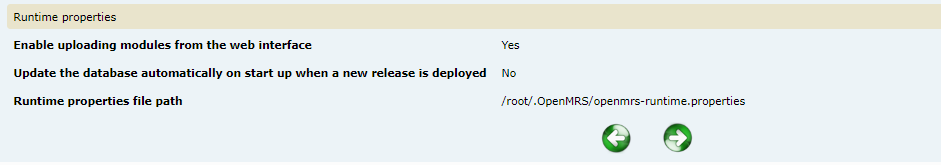 Runtime properties
Enable uploading modules from the web interface Yes
Update the database automatically on start up when a new release is deployed No
Runtime properties file path /root/.OpenMRS/openmrs-runtime.properties